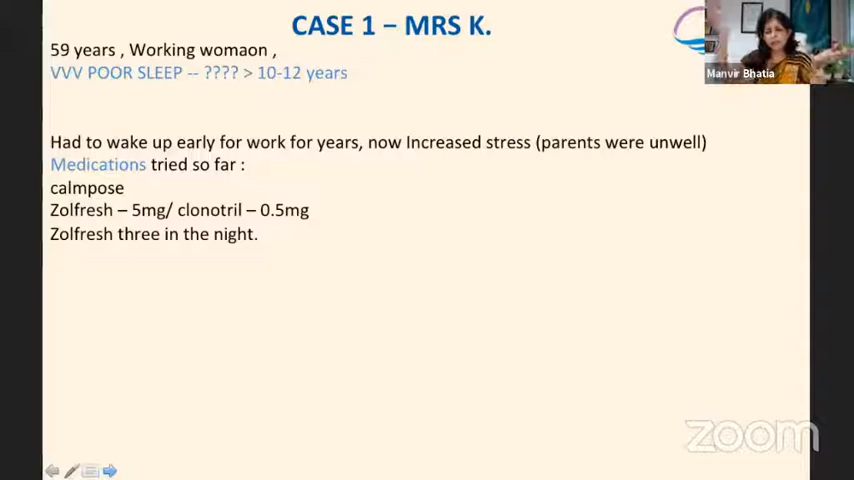 CASE 1 – MRS K.
59 years , Working womaon ,
VVV POOR SLEEP -- ???? > 10-12 years
Manvir Bhatia
Had to wake up early for work for years, now Increased stress (parents were unwell)
Medications tried so far :
calmpose
Zolfresh – 5mg/ clonotril – 0.5mg
Zolfresh three in the night.
zoom